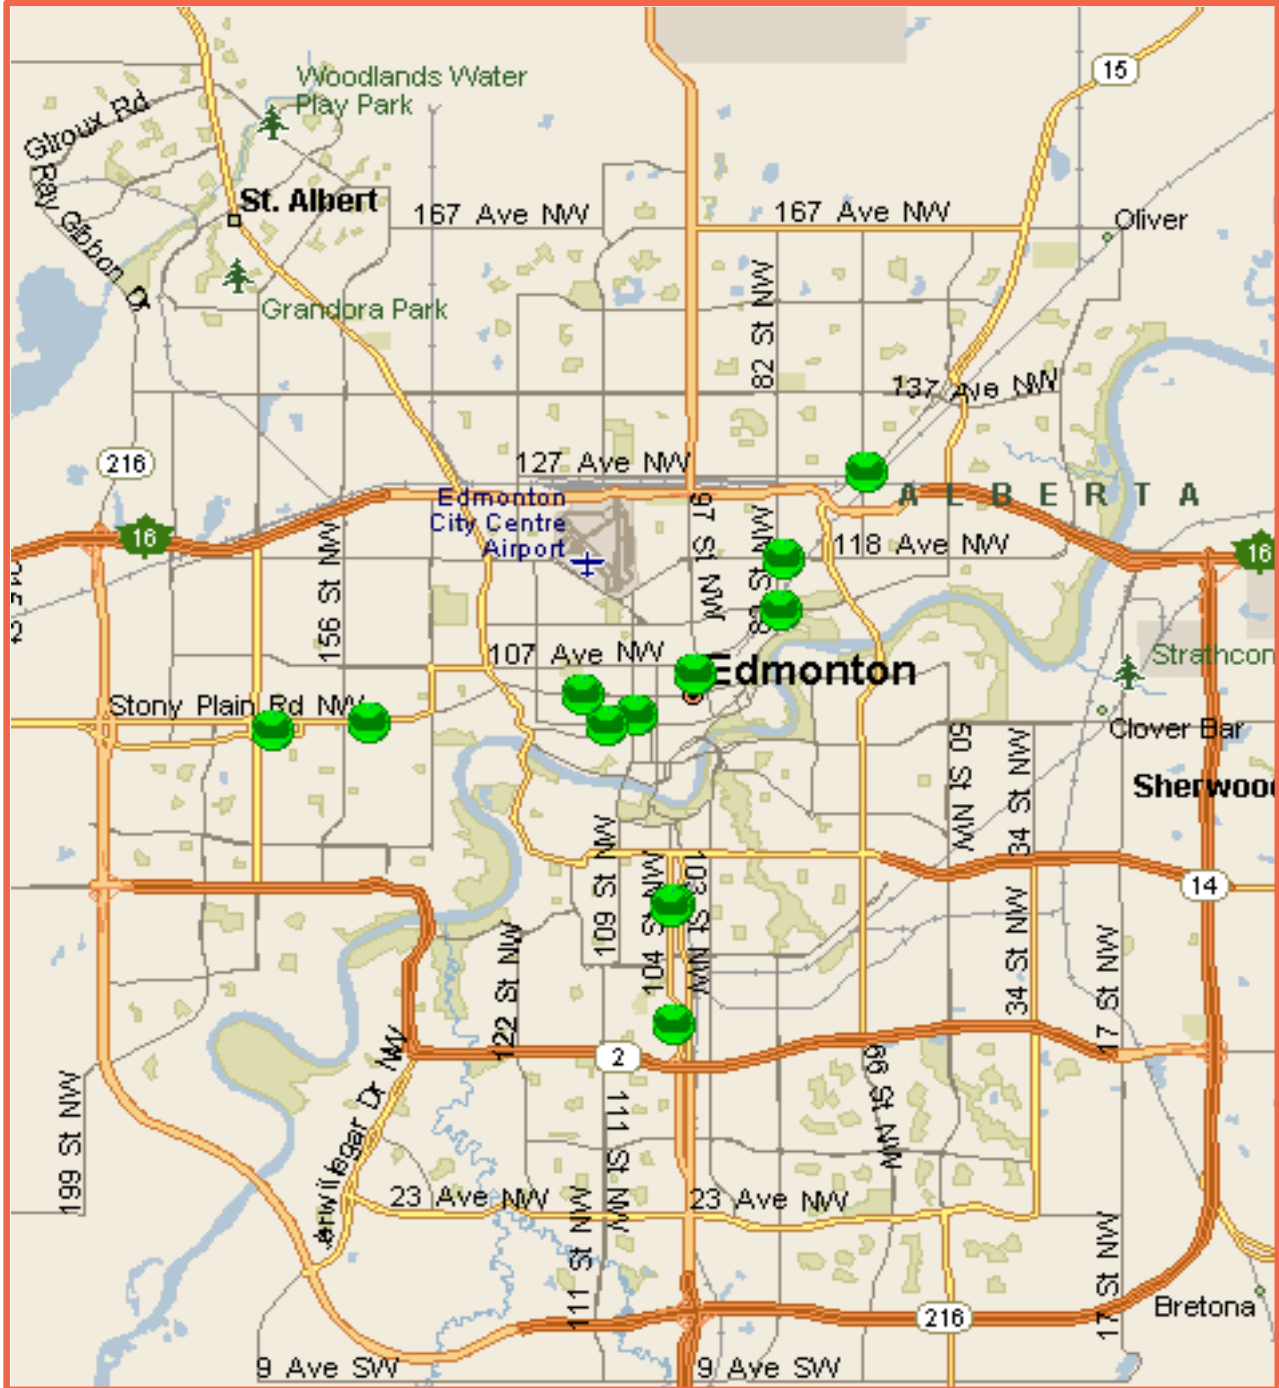 15
Woodlands Water
Play Park
Giroux Rd
Ray Gibbon Dr
St. Albert
167 Ave NW
167 Ave NW
Oliver
Grandora Park
82 St NW
137 Ave NW
216
127 Ave NW
Edmonton
City Centre
Airport
ALBERTA
97 St NW
16
118 Ave NW
16
156 St NW
82 St NW
107 Ave NW
Edmonton
Strathcon
Stony Plain Rd NW
Clover Bar
50 St NW
34 St NW
Sherwood
109 St NW
104 St NW
103 St NW
14
122 St NW
34 St NW
17 St NW
2
Terwillegar Dr NW
66 St NW
199 St NW
111 St NW
23 Ave NW
23 Ave NW
111 St NW
17 St NW
Bretona
216
9 Ave SW
9 Ave SW